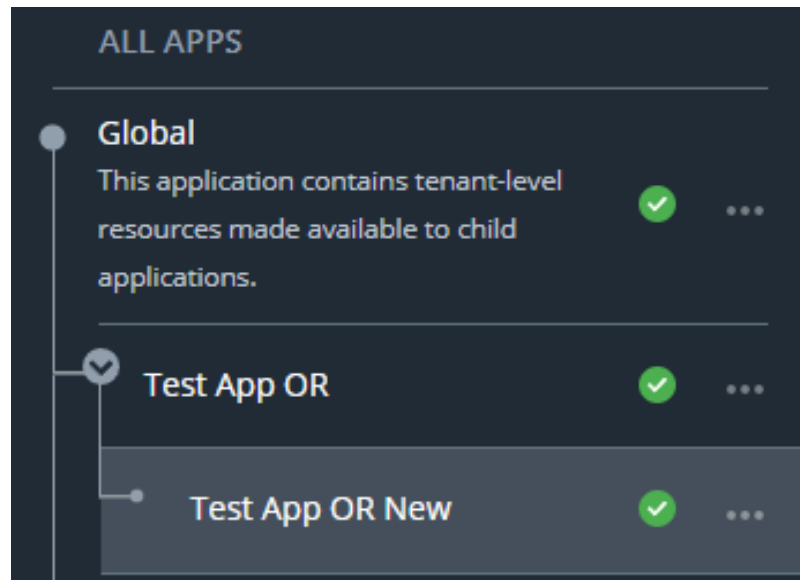 ALL APPS
Global
This application contains tenant-level
resources made available to child
applications.
Test App OR
Test App OR New